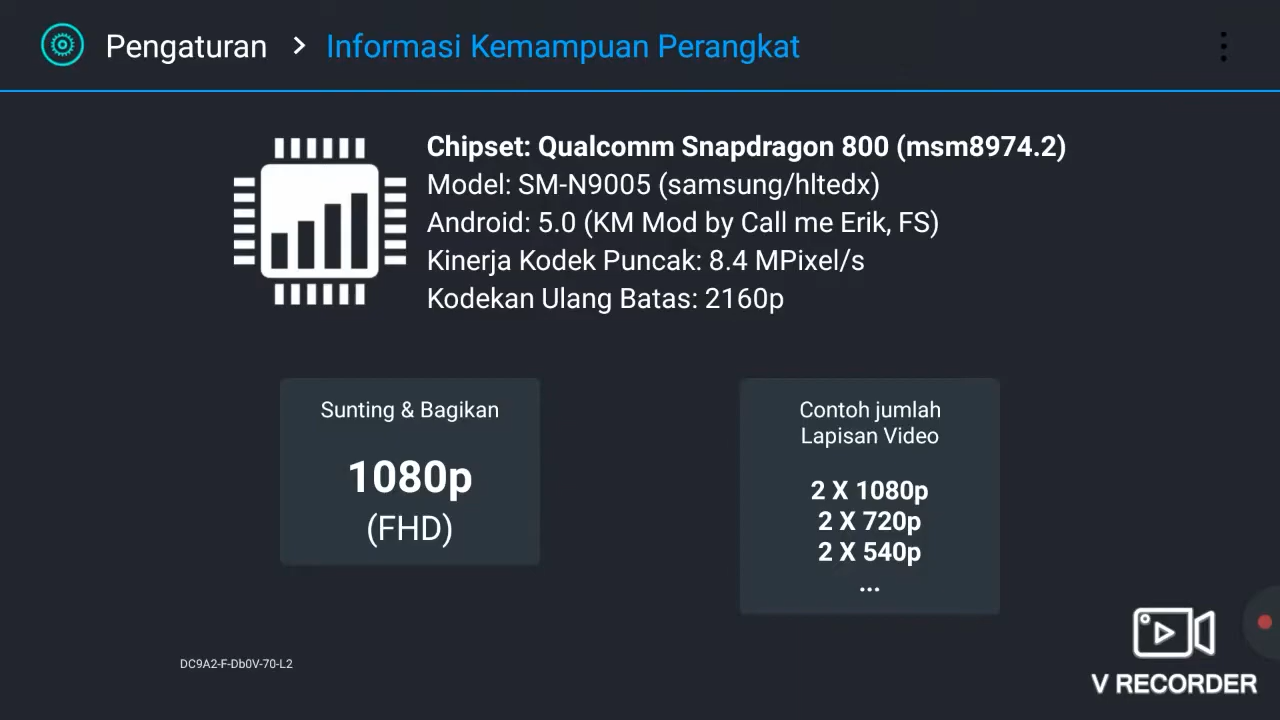 Pengaturan > Informasi Kemampuan Perangkat
Chipset: Qualcomm Snapdragon 800 (msm8974.2)
Model: SM-N9005 (samsung/hltedx)
Android: 5.0 (KM Mod by Call me Erik, FS)
Kinerja Kodek Puncak: 8.4 MPixel/s
Kodekan Ulang Batas: 2160p
Sunting & Bagikan
1080p
(FHD)
Contoh jumlah
Lapisan Video
2 X 1080p
2 X 720p
2 X 540p
...
DC9A2-F-Db0V-70-L2
V RECORDER